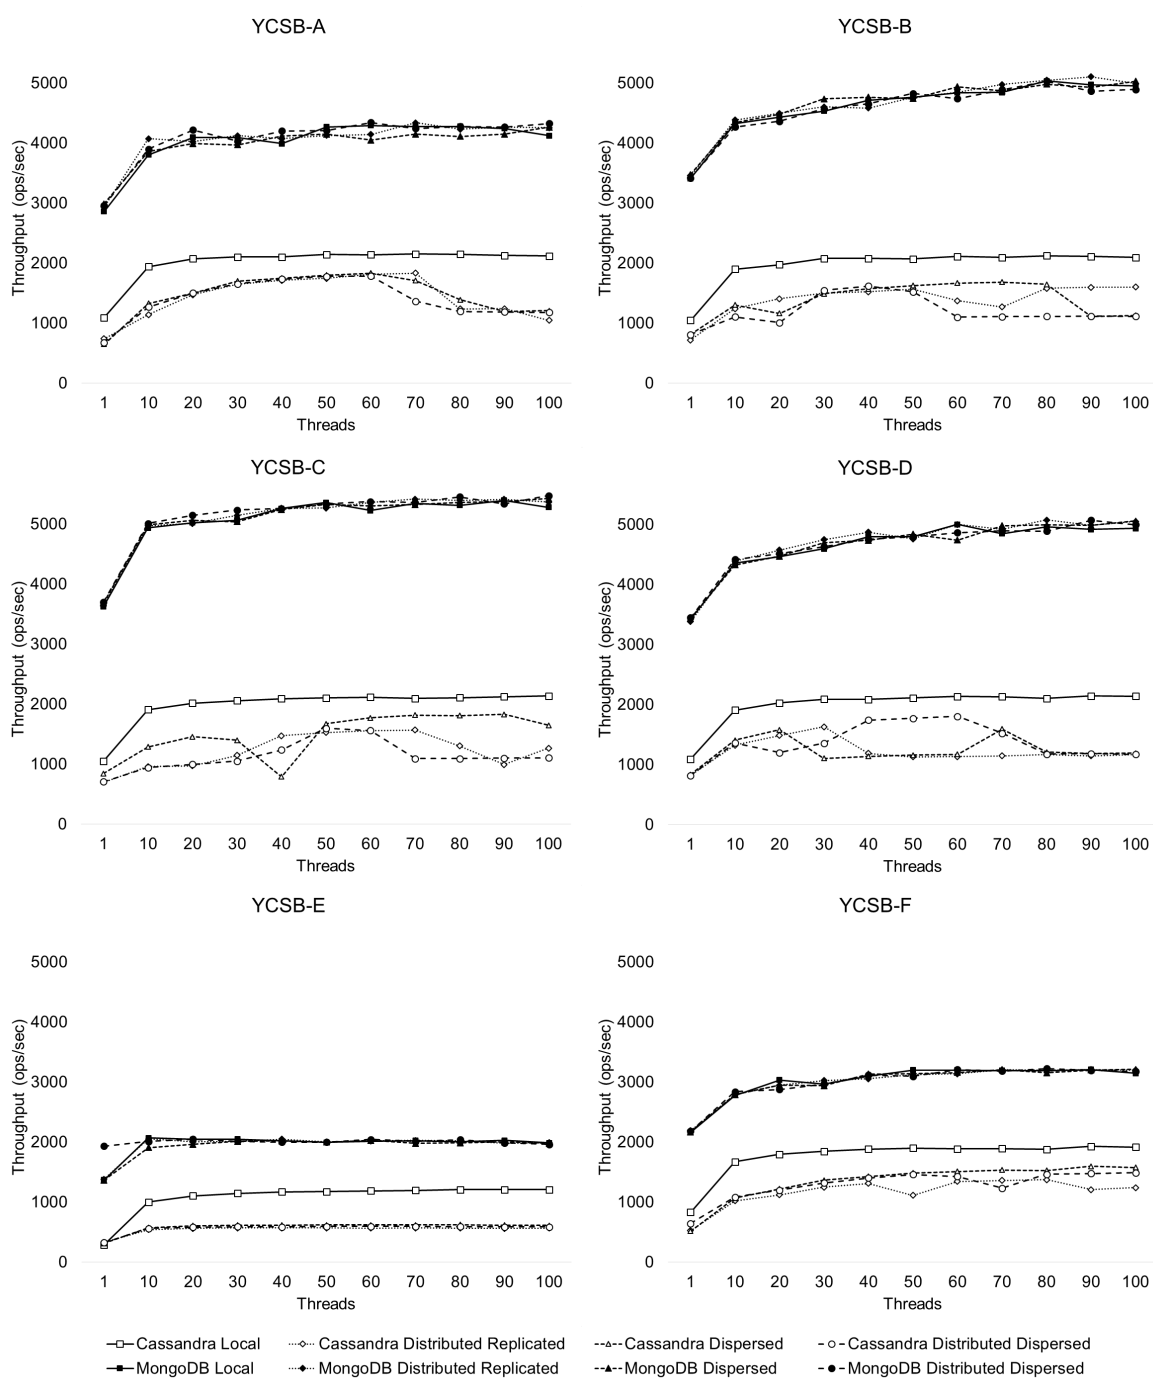 YCSB-A
Throughput (ops/sec)
5000
4000
3000
2000
1000
0
1 10 20 30 40 50 60 70 80 90 100
Threads
YCSB-B
Throughput (ops/sec)
5000
4000
3000
2000
1000
0
1 10 20 30 40 50 60 70 80 90 100
Threads
YCSB-C
Throughput (ops/sec)
5000
4000
3000
2000
1000
0
1 10 20 30 40 50 60 70 80 90 100
Threads
YCSB-D
Throughput (ops/sec)
5000
4000
3000
2000
1000
0
1 10 20 30 40 50 60 70 80 90 100
Threads
YCSB-E
Throughput (ops/sec)
5000
4000
3000
2000
1000
0
1 10 20 30 40 50 60 70 80 90 100
Threads
YCSB-F
Throughput (ops/sec)
5000
4000
3000
2000
1000
0
1 10 20 30 40 50 60 70 80 90 100
Threads
Cassandra Local Cassandra Distributed Replicated Cassandra Dispersed Cassandra Distributed Dispersed
MongoDB Local MongoDB Distributed Replicated MongoDB Dispersed MongoDB Distributed Dispersed